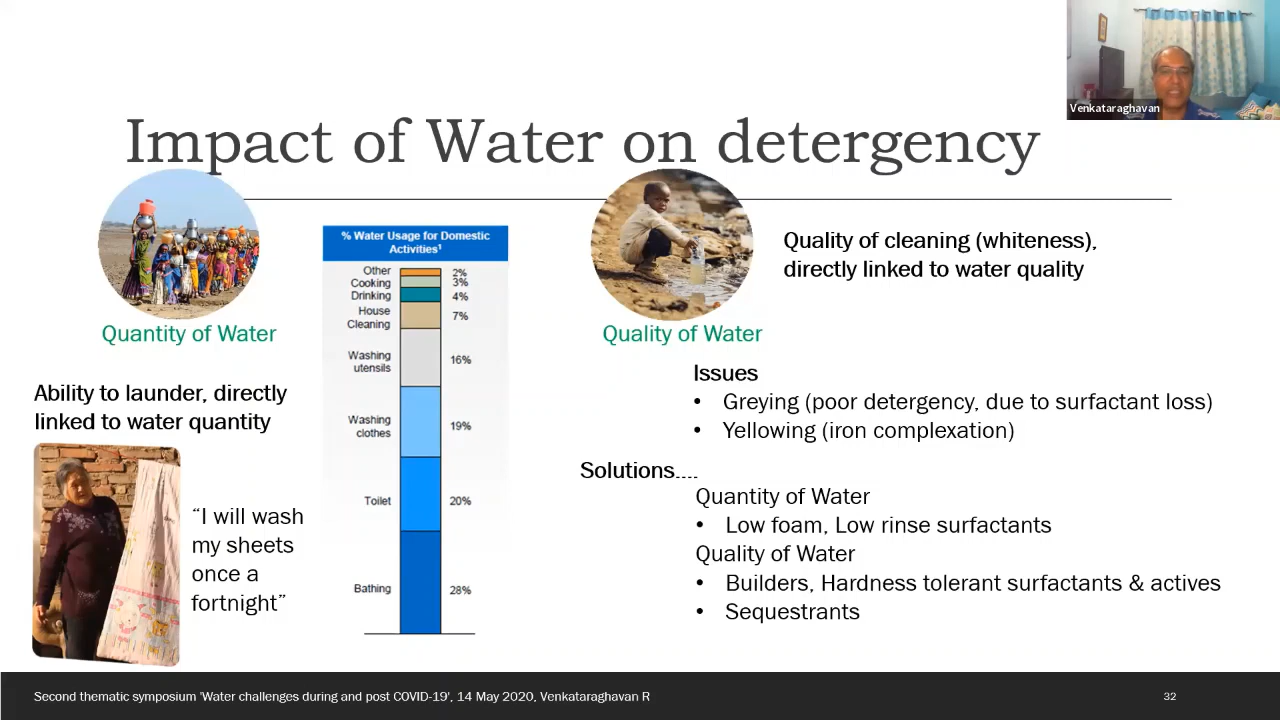 Venkataraghavan
Impact of Water on detergency
Quantity of Water
Ability to launder, directly
linked to water quantity
“I will wash
my sheets
once a
fortnight”
% Water Usage for Domestic
Activities¹
Other 2%
Cooking 3%
Drinking 4%
House
Cleaning 7%
Washing
utensils 16%
Washing
clothes 19%
Toilet 20%
Bathing 28%
Quality of Water
Quality of cleaning (whiteness),
directly linked to water quality
Issues
• Greying (poor detergency, due to surfactant loss)
• Yellowing (iron complexation)
Solutions....
Quantity of Water
• Low foam, Low rinse surfactants
Quality of Water
• Builders, Hardness tolerant surfactants & actives
• Sequestrants
Second thematic symposium 'Water challenges during and post COVID-19', 14 May 2020, Venkataraghavan R
32